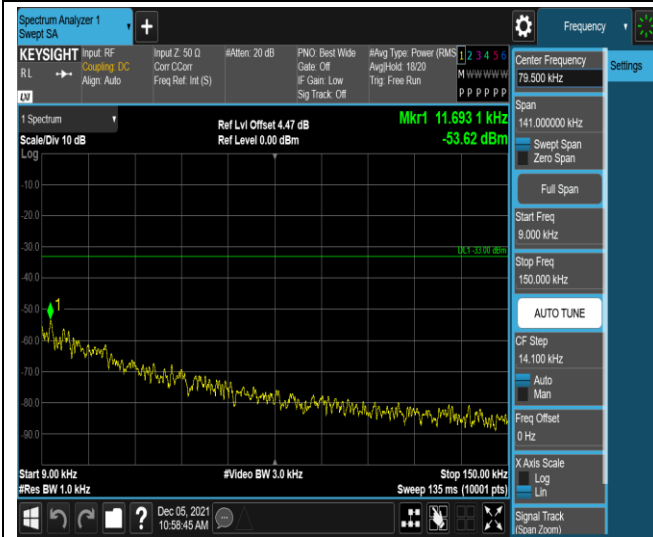 Spectrum Analyzer 1
Swept SA
+
Frequency
KEYSIGHT
RL
LXI
Input: RF
Coupling: DC
Align: Auto
Input Z: 50 Ω
Corr CCorr
Freq Ref: Int (S)
#Atten: 20 dB
PNO: Best Wide
Gate: Off
IF Gain: Low
Sig Track: Off
#Avg Type: Power (RMS
Avg|Hold: 18/20
Trig: Free Run
1 2 3 4 5 6
M W W W W W
P P P P P P
1 Spectrum
Scale/Div 10 dB
Ref Lvl Offset 4.47 dB
Ref Level 0.00 dBm
Mkr1 11.693 1 kHz
-53.62 dBm
Log
-10.0
-20.0
-30.0
DL1 -33.00 dBm
-40.0
-50.0
1
-60.0
-70.0
-80.0
-90.0
Start 9.00 kHz
#Res BW 1.0 kHz
#Video BW 3.0 kHz
Stop 150.00 kHz
Sweep 135 ms (10001 pts)
?
Dec 05, 2021
10:58:45 AM
Center Frequency
79.500 kHz
Settings
Span
141.000000 kHz
Swept Span
Zero Span
Full Span
Start Freq
9.000 kHz
Stop Freq
150.000 kHz
AUTO TUNE
CF Step
14.100 kHz
Auto
Man
Freq Offset
0 Hz
X Axis Scale
Log
Lin
Signal Track
(Span Zoom)